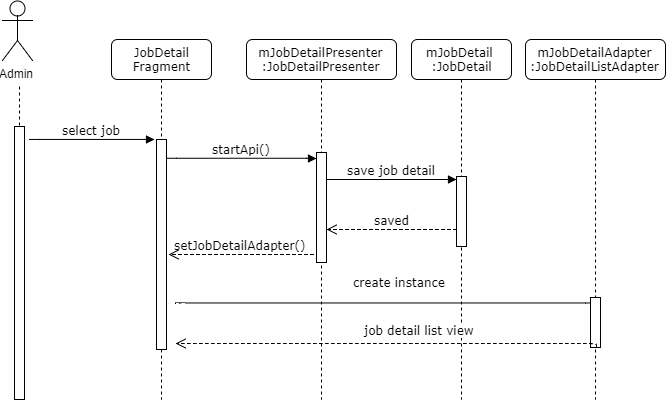 JobDetail
Fragment
mJobDetailPresenter
:JobDetailPresenter
mJobDetail
:JobDetail
mJobDetailAdapter
:JobDetailListAdapter
Admin
select job
startApi()
save job detail
saved
setJobDetailAdapter()
create instance
job detail list view